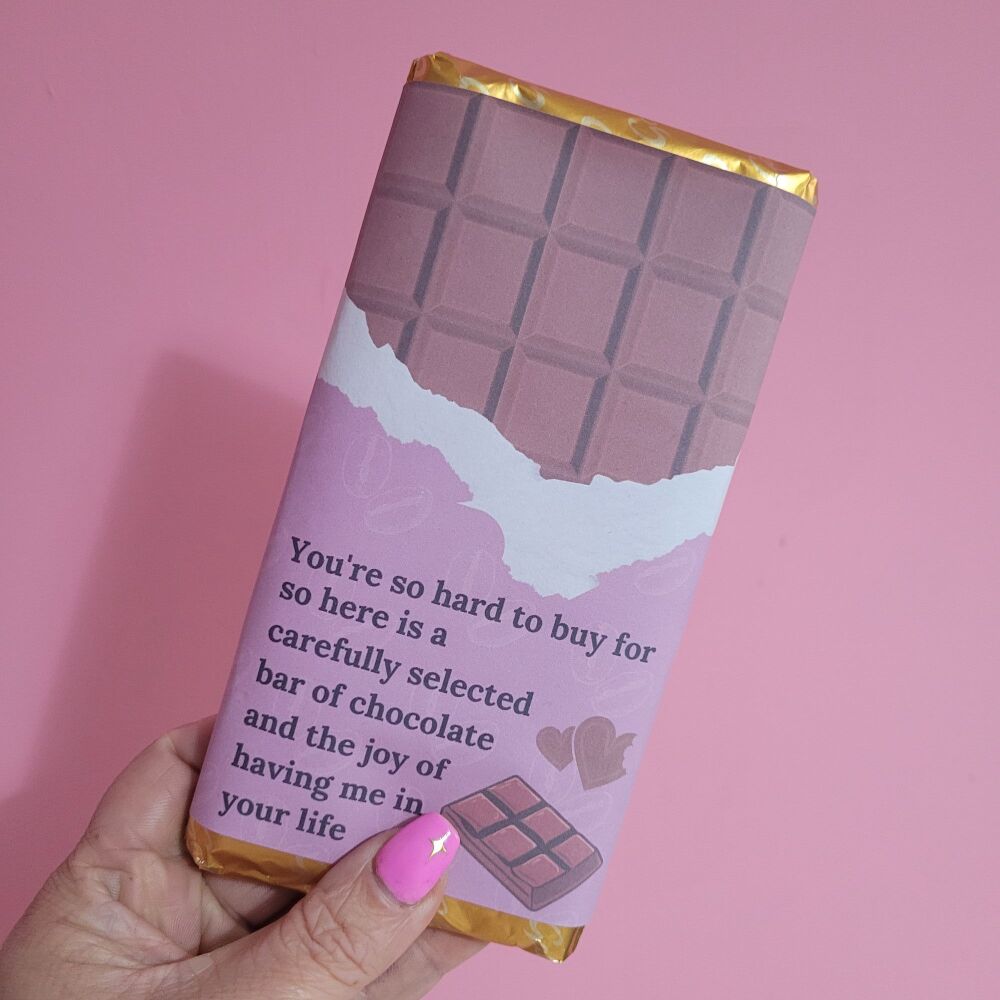 You're so hard to buy for
so here is a
carefully selected
bar of chocolate
and the joy of
having me in
your life